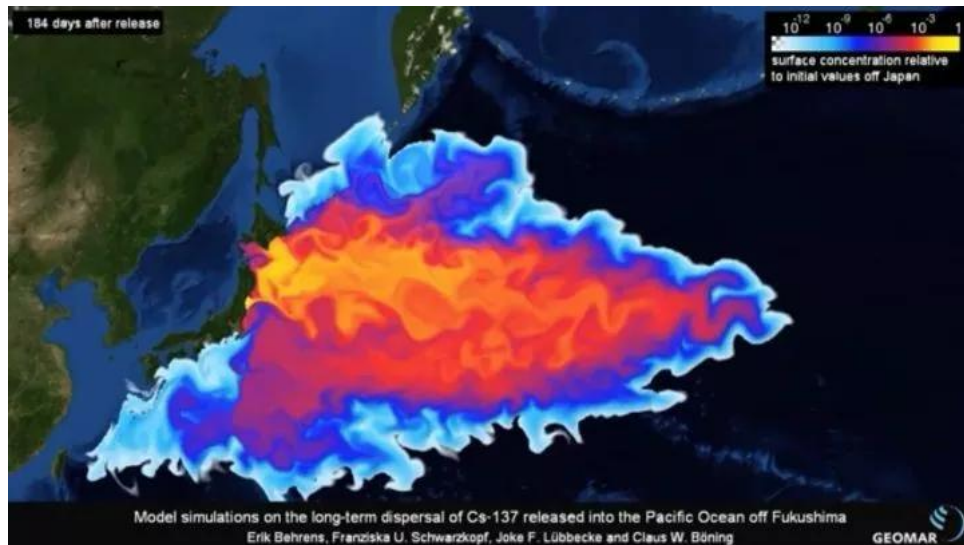 184 days after release
10-12 10-9 10-6 10-3 1
surface concentration relative
to initial values off Japan
Model simulations on the long-term dispersal of Cs-137 released into the Pacific Ocean off Fukushima
Erik Behrens, Franziska U. Schwarzkopf, Joke F. Lübbecke and Claus W. Böning
GEOMAR